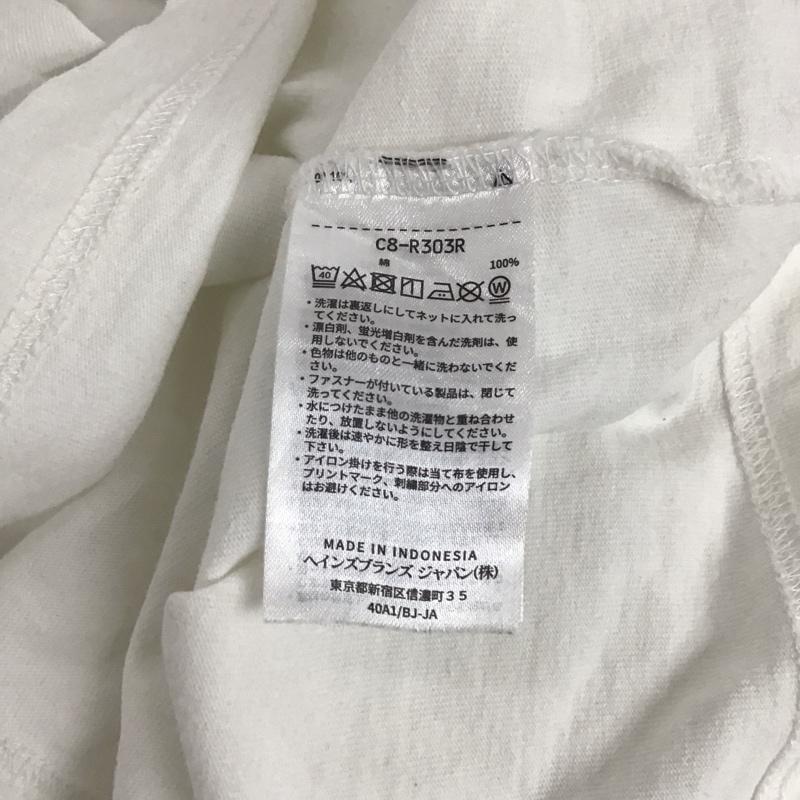 C8-R303R
綿 100%
40
W
・洗濯は裏返しにしてネットに入れて洗っ
てください。
・漂白剤、蛍光増白剤を含んだ洗剤は、使
用しないでください。
・色物は他のものと一緒に洗わないでくだ
さい。
・ファスナーが付いている製品は、閉じて
洗ってください。
・水につけたまま他の洗濯物と重ね合わせ
たり、放置しないようにしてください。
・洗濯後は速やかに形を整え日陰で干して
下さい。
・アイロン掛けを行う際は当て布を使用し、
プリントマーク、刺繍部分へのアイロン
はお避けください。
MADE IN INDONESIA
ヘインズブランズ ジャパン(株)
東京都新宿区信濃町35
40A1/BJ-JA